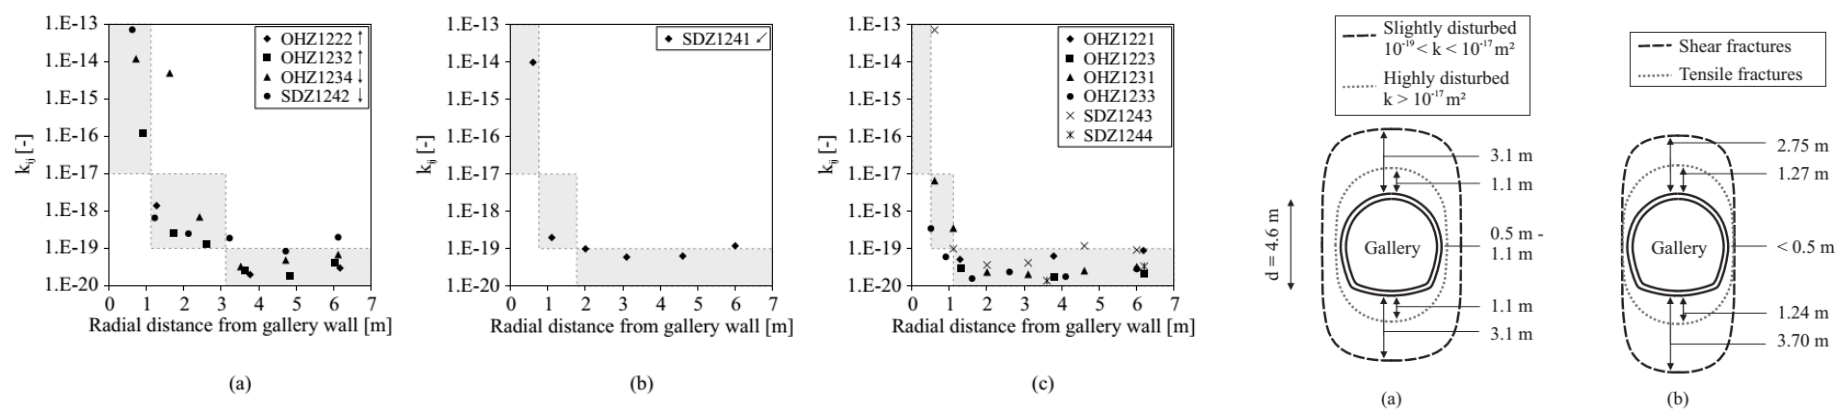 1.E-13
1.E-14
1.E-15
1.E-16
1.E-17
1.E-18
1.E-19
1.E-20
k_ij [-]
0 1 2 3 4 5 6 7
Radial distance from gallery wall [m]
OHZ1222 ↑
OHZ1232 ↑
OHZ1234 ↓
SDZ1242 ↓
(a)
1.E-13
1.E-14
1.E-15
1.E-16
1.E-17
1.E-18
1.E-19
1.E-20
k_ij [-]
0 1 2 3 4 5 6 7
Radial distance from gallery wall [m]
SDZ1241 ↙
(b)
1.E-13
1.E-14
1.E-15
1.E-16
1.E-17
1.E-18
1.E-19
1.E-20
k_ij [-]
0 1 2 3 4 5 6 7
Radial distance from gallery wall [m]
OHZ1221
OHZ1223
OHZ1231
OHZ1233
SDZ1243
SDZ1244
(c)
Slightly disturbed
10⁻¹⁹ < k < 10⁻¹⁷ m²
Highly disturbed
k > 10⁻¹⁷ m²
3.1 m
1.1 m
d = 4.6 m
Gallery
0.5 m -
1.1 m
1.1 m
3.1 m
(a)
Shear fractures
Tensile fractures
2.75 m
1.27 m
Gallery
< 0.5 m
1.24 m
3.70 m
(b)